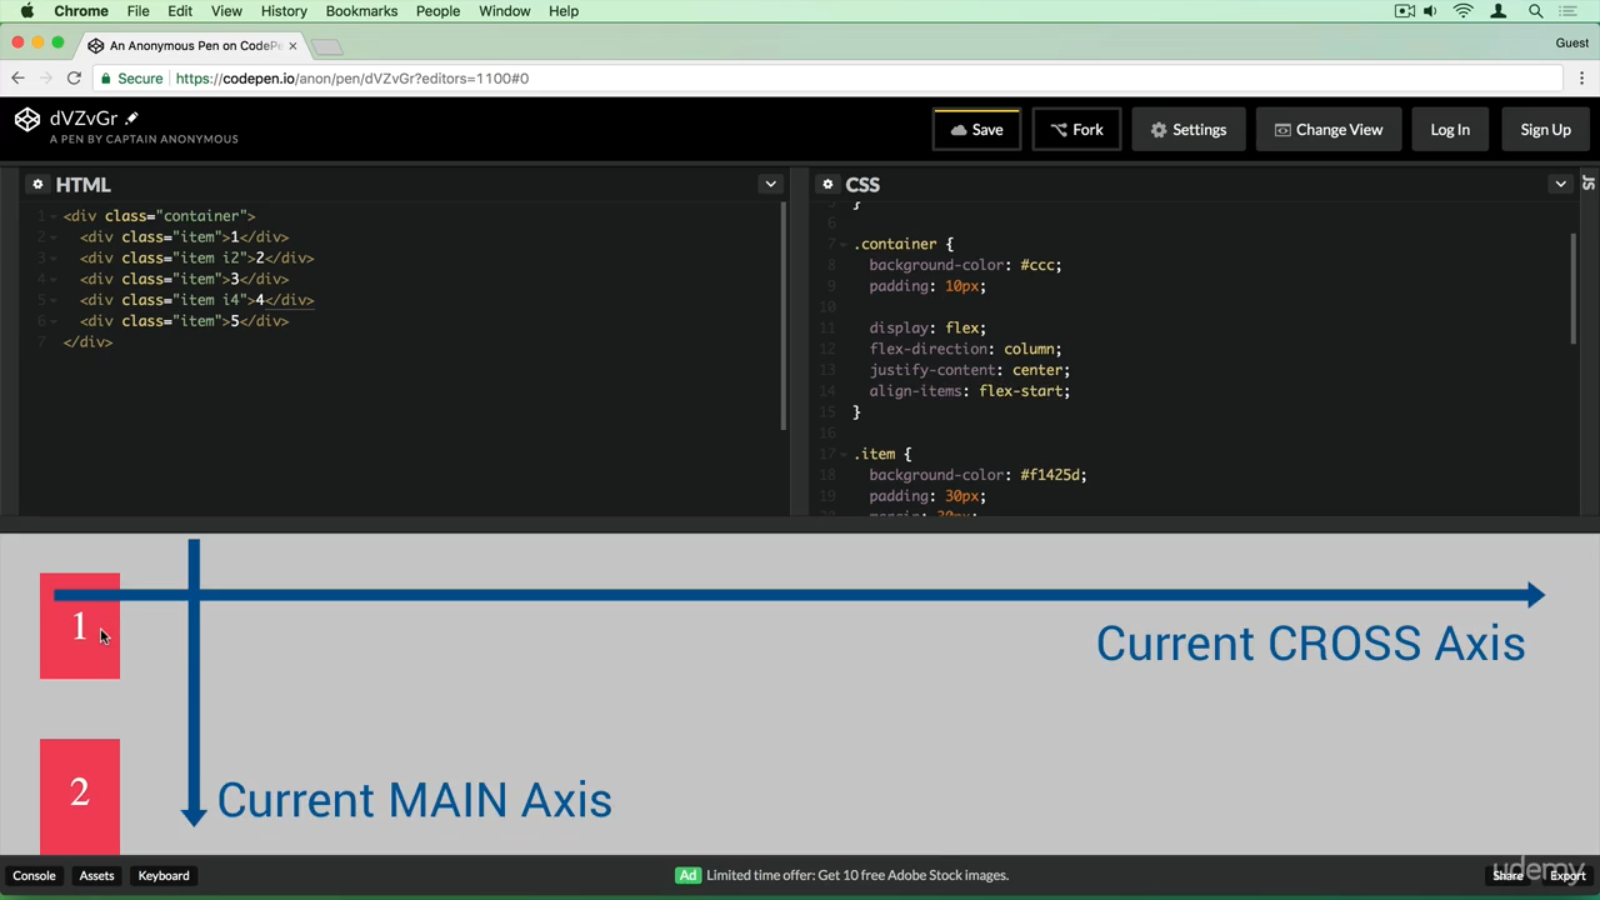 Chrome File Edit View History Bookmarks People Window Help
An Anonymous Pen on CodePe
Guest
Secure https://codepen.io/anon/pen/dVZvGr?editors=1100#0
dVZvGr
A PEN BY CAPTAIN ANONYMOUS
Save Fork Settings Change View Log In Sign Up
HTML
1 <div class="container">
2 <div class="item">1</div>
3 <div class="item i2">2</div>
4 <div class="item">3</div>
5 <div class="item i4">4</div>
6 <div class="item">5</div>
7 </div>
CSS
JS
5 }
6
7 .container {
8 background-color: #ccc;
9 padding: 10px;
10
11 display: flex;
12 flex-direction: column;
13 justify-content: center;
14 align-items: flex-start;
15 }
16
17 .item {
18 background-color: #f1425d;
19 padding: 30px;
20 margin: 30px;
1
Current CROSS Axis
2
Current MAIN Axis
Console Assets Keyboard
Ad Limited time offer: Get 10 free Adobe Stock images.
Share Export
udemy